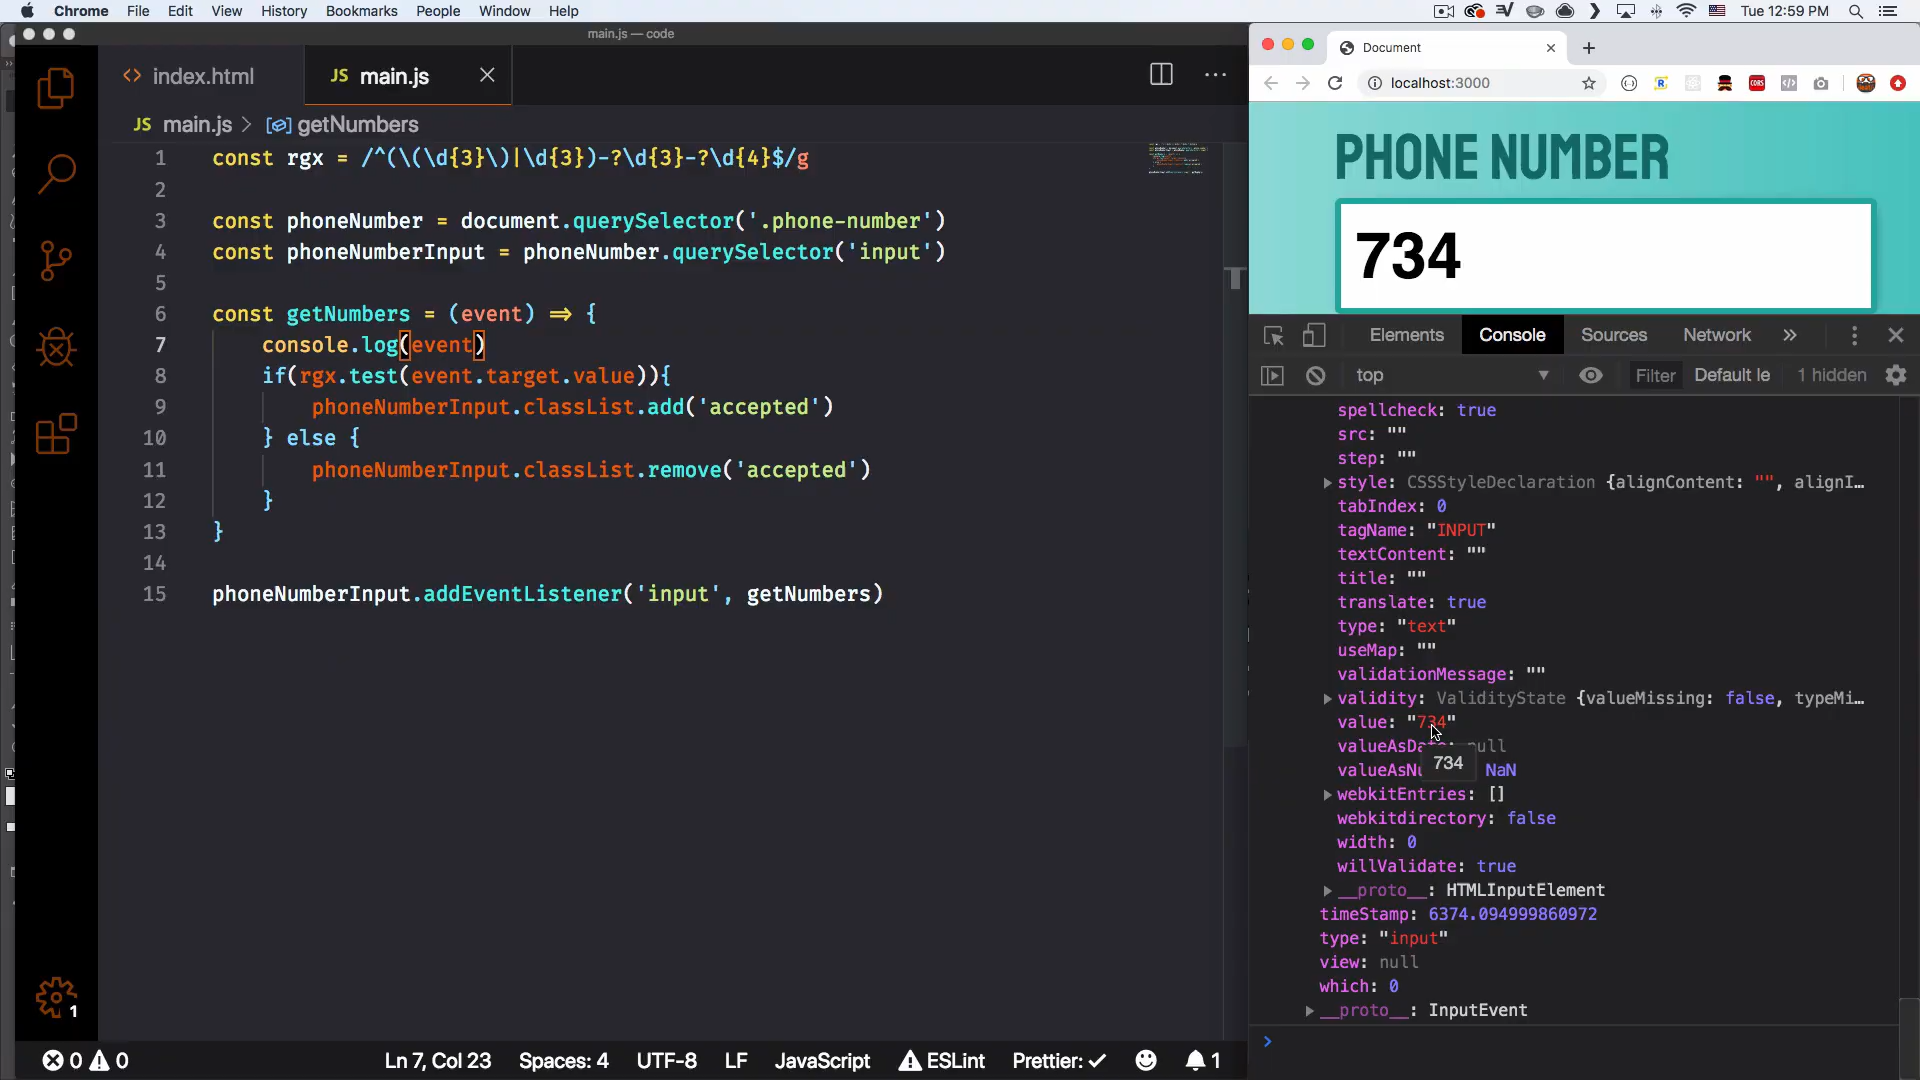 Chrome File Edit View History Bookmarks People Window Help
Tue 12:59 PM
main.js — code
index.html
JS main.js
JS main.js > getNumbers
1 const rgx = /^(\(\d{3}\)|\d{3})-?\d{3}-?\d{4}$/g
2
3 const phoneNumber = document.querySelector('.phone-number')
4 const phoneNumberInput = phoneNumber.querySelector('input')
5
6 const getNumbers = (event) => {
7 console.log(event)
8 if(rgx.test(event.target.value)){
9 phoneNumberInput.classList.add('accepted')
10 } else {
11 phoneNumberInput.classList.remove('accepted')
12 }
13 }
14
15 phoneNumberInput.addEventListener('input', getNumbers)
1
0 0
Ln 7, Col 23 Spaces: 4 UTF-8 LF JavaScript ESLint Prettier: ✓ 1
Document
localhost:3000
CORS
PHONE NUMBER
734
Elements Console Sources Network »
top Filter Default le 1 hidden
spellcheck: true
src: ""
step: ""
style: CSSStyleDeclaration {alignContent: "", alignI…
tabIndex: 0
tagName: "INPUT"
textContent: ""
title: ""
translate: true
type: "text"
useMap: ""
validationMessage: ""
validity: ValidityState {valueMissing: false, typeMi…
value: "734"
valueAsDa
null
734
valueAsNu
NaN
webkitEntries: []
webkitdirectory: false
width: 0
willValidate: true
__proto__: HTMLInputElement
timeStamp: 6374.094999860972
type: "input"
view: null
which: 0
__proto__: InputEvent